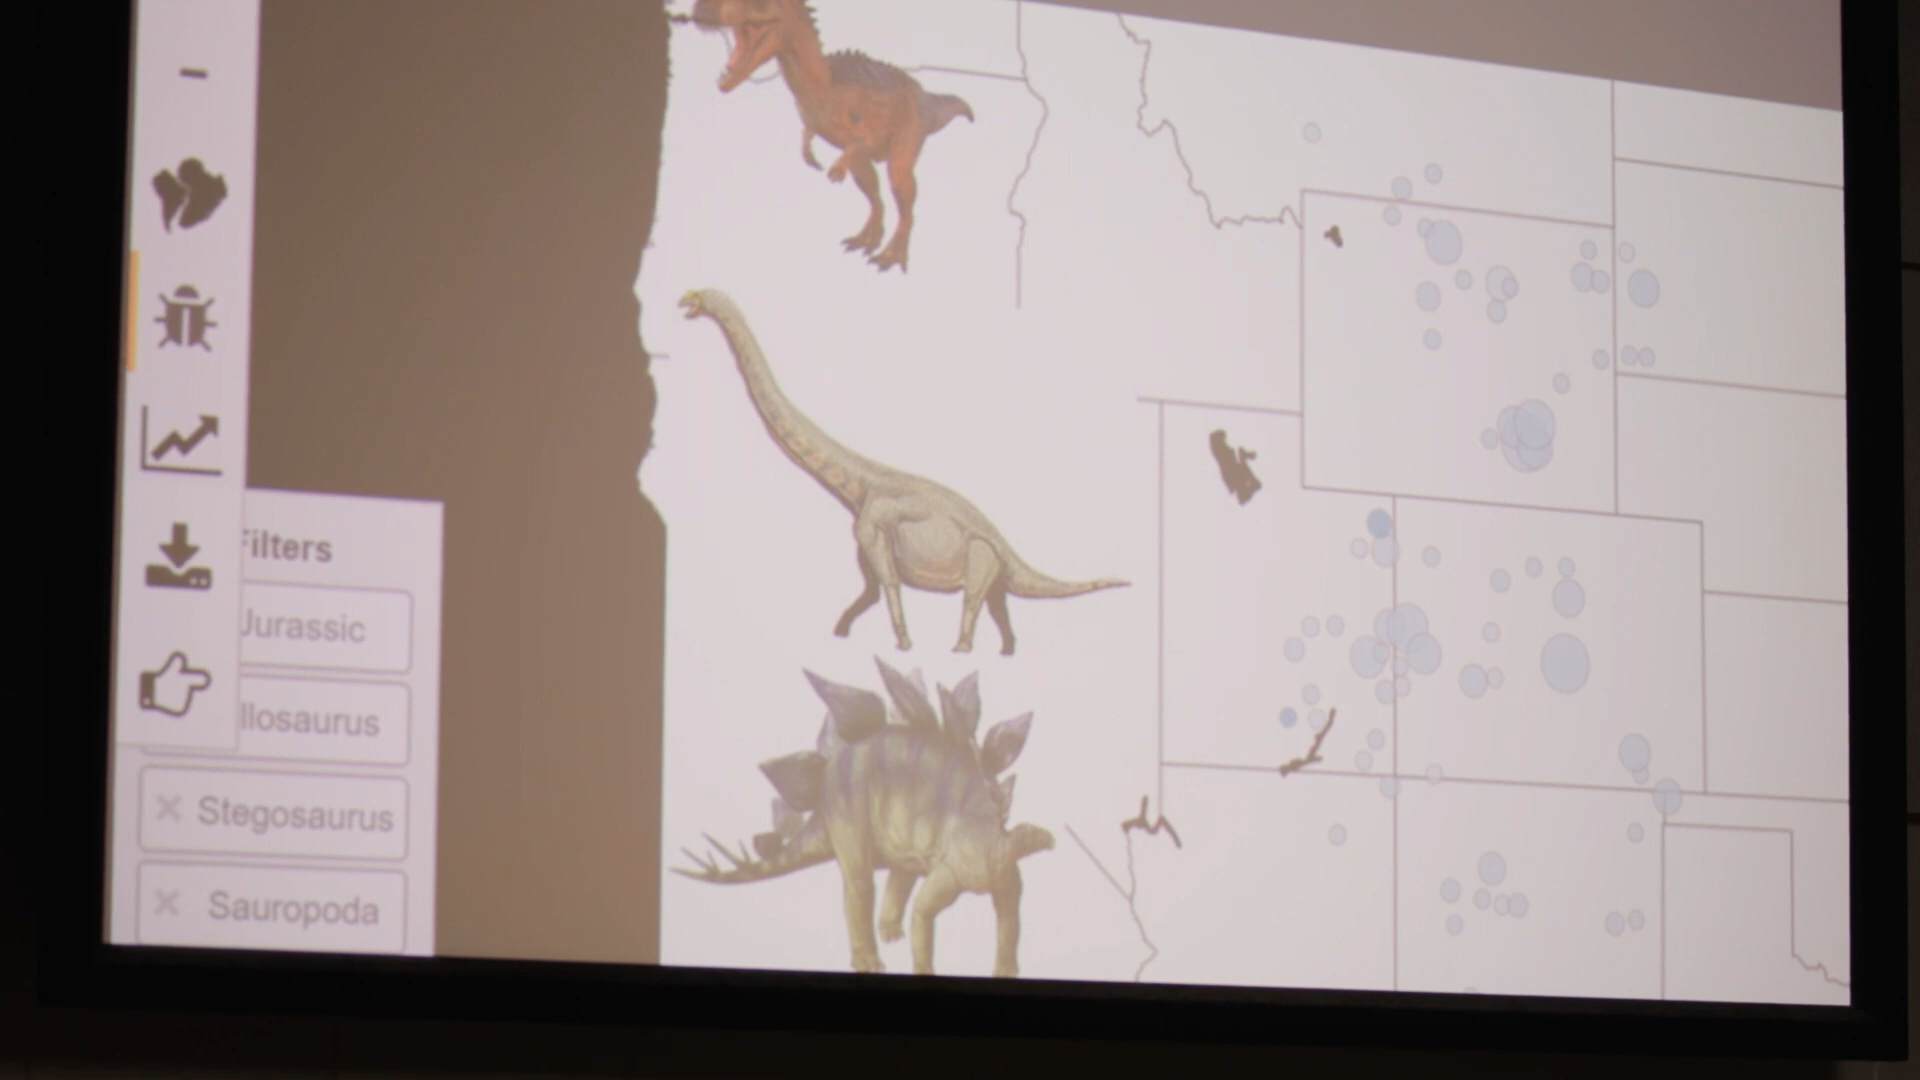 Filters
Jurassic
llosaurus
× Stegosaurus
× Sauropoda